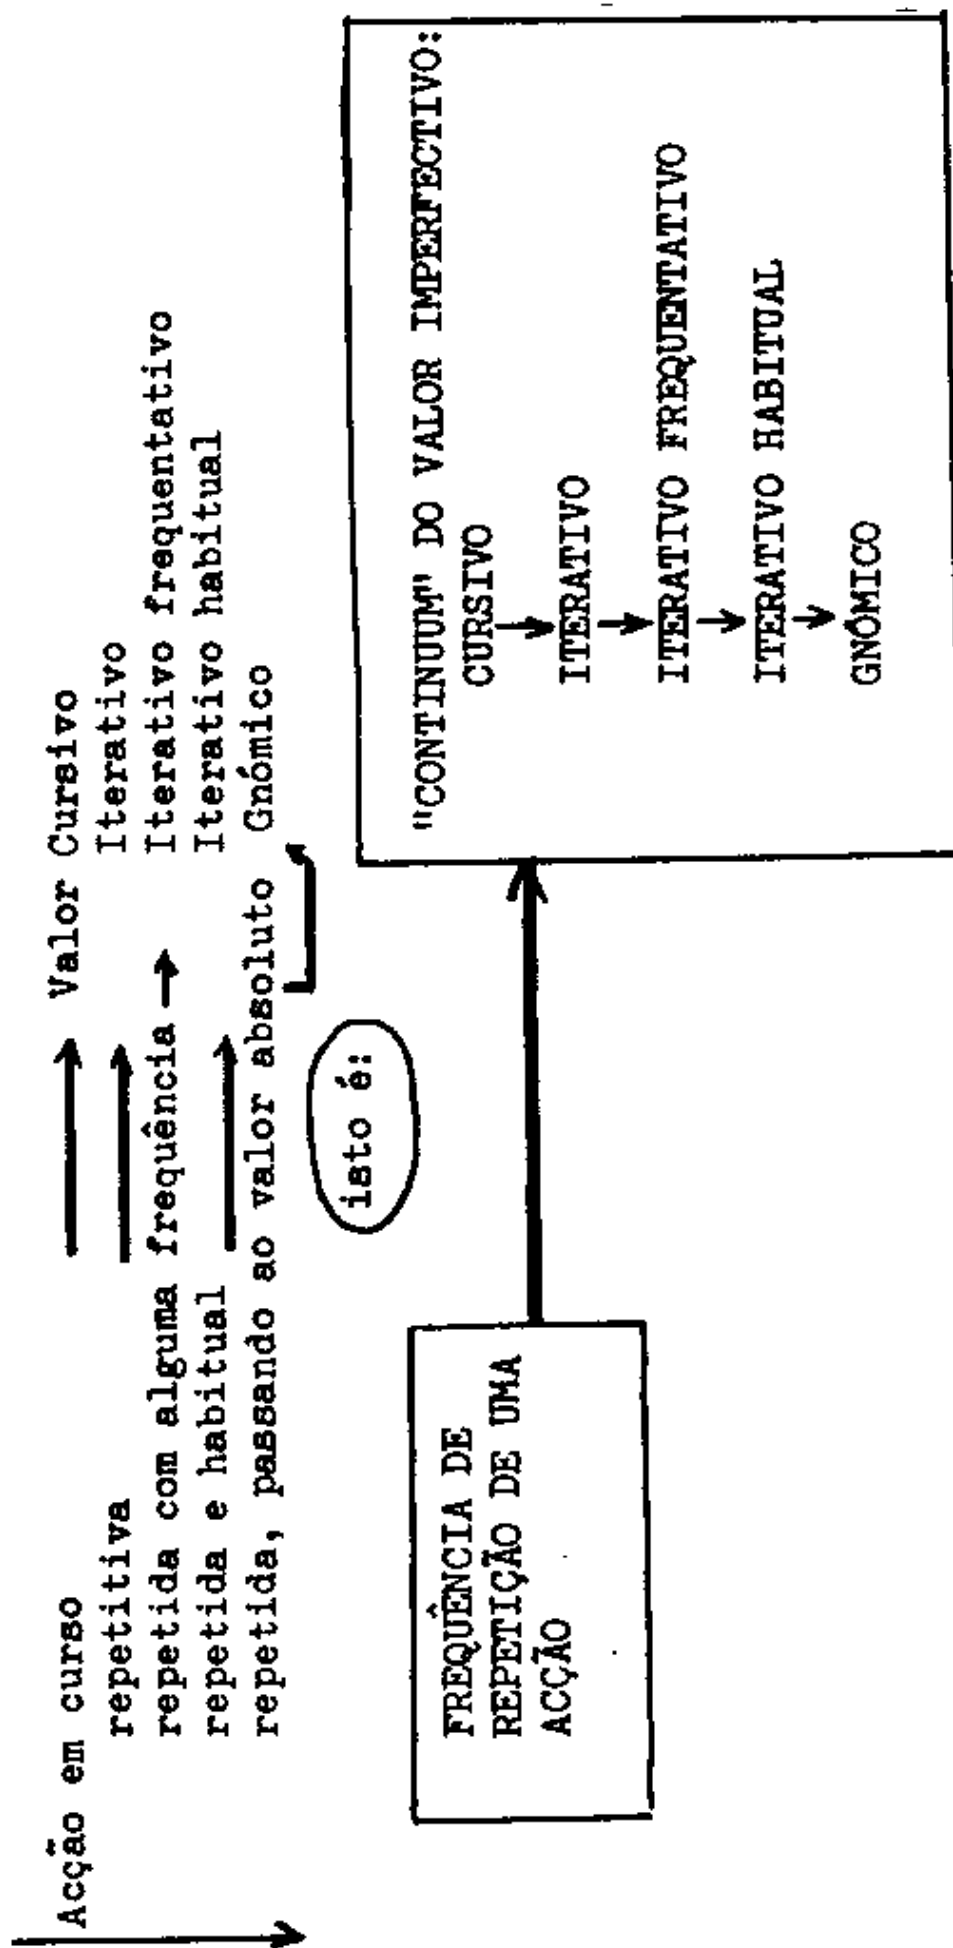 Acção em curso → Valor Cursivo
repetitiva → Iterativo
repetida com alguma frequência → Iterativo frequentativo
repetida e habitual → Iterativo habitual
repetida, passando ao valor absoluto Gnómico
isto é:
FREQUÊNCIA DE
REPETIÇÃO DE UMA
ACÇÃO
"CONTINUUM" DO VALOR IMPERFECTIVO:
CURSIVO
ITERATIVO
ITERATIVO FREQUENTATIVO
ITERATIVO HABITUAL
GNÓMICO